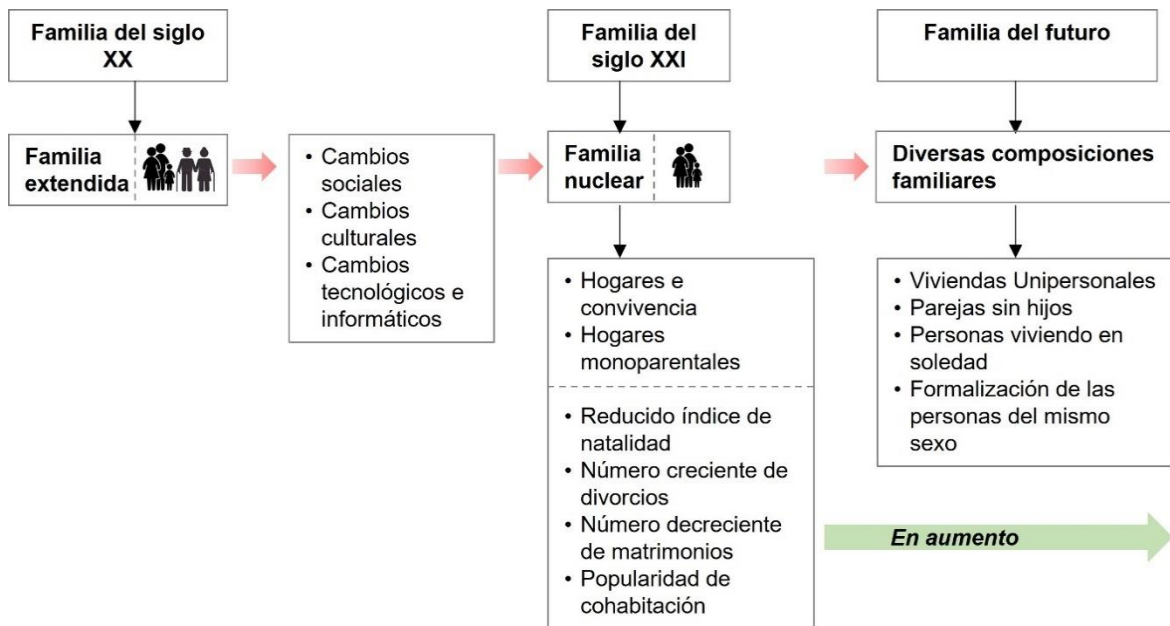 Familia del siglo
XX
Familia
extendida
• Cambios
sociales
• Cambios
culturales
• Cambios
tecnológicos e
informáticos
Familia del
siglo XXI
Familia
nuclear
• Hogares e
convivencia
• Hogares
monoparentales
• Reducido índice de
natalidad
• Número creciente de
divorcios
• Número decreciente
de matrimonios
• Popularidad de
cohabitación
Familia del futuro
Diversas composiciones
familiares
• Viviendas Unipersonales
• Parejas sin hijos
• Personas viviendo en
soledad
• Formalización de las
personas del mismo
sexo
En aumento